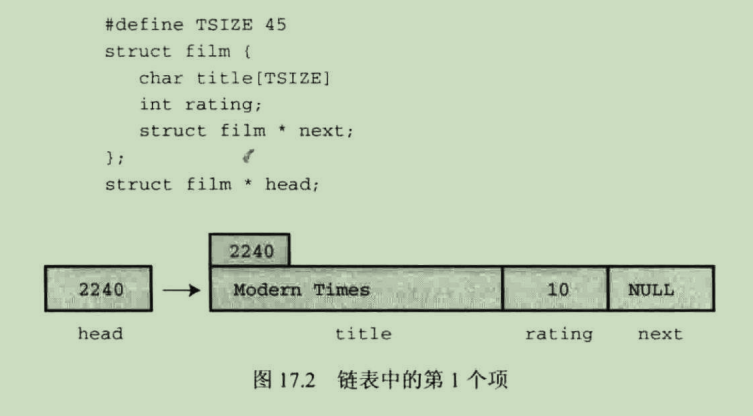 #define TSIZE 45
struct film {
char title[TSIZE]
int rating;
struct film * next;
};
struct film * head;
2240
2240 Modern Times 10 NULL
head title rating next
图 17.2 链表中的第 1 个项